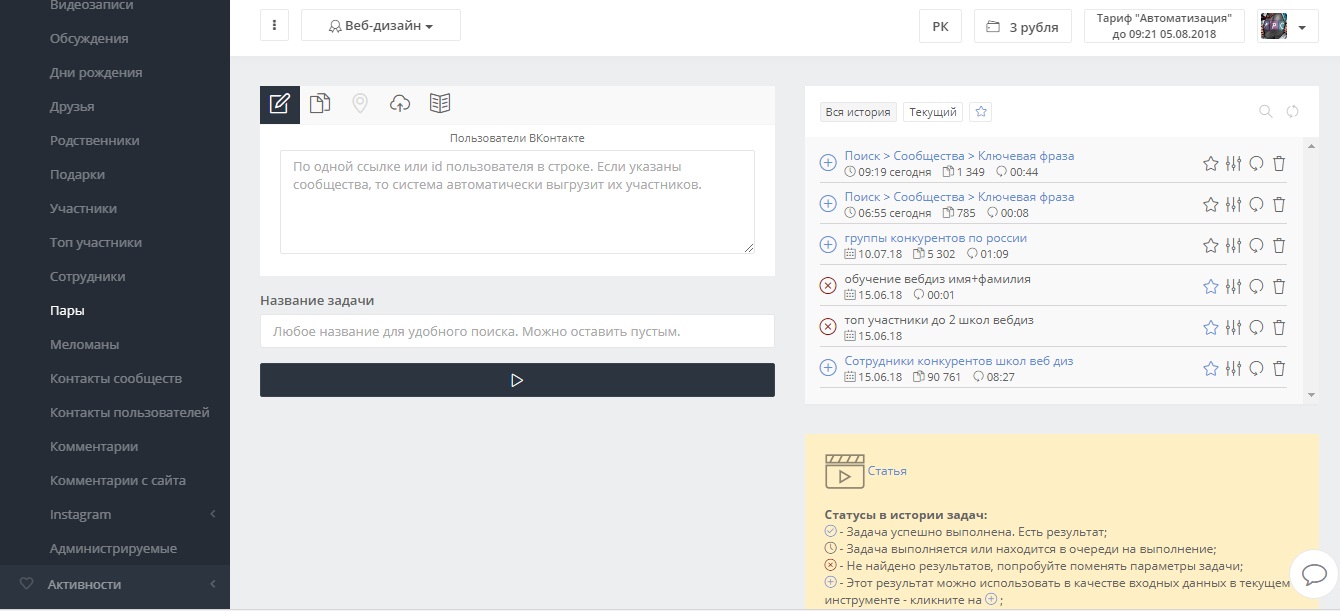 Видеозаписи
Обсуждения
Дни рождения
Друзья
Родственники
Подарки
Участники
Топ участники
Сотрудники
Пары
Меломаны
Контакты сообществ
Контакты пользователей
Комментарии
Комментарии с сайта
Instagram
Администрируемые
Активности
Веб-дизайн
РК
3 рубля
Тариф "Автоматизация"
до 09:21 05.08.2018
Пользователи ВКонтакте
По одной ссылке или id пользователя в строке. Если указаны
сообщества, то система автоматически выгрузит их участников.
Название задачи
Любое название для удобного поиска. Можно оставить пустым.
Вся история Текущий
Поиск > Сообщества > Ключевая фраза
09:19 сегодня 1 349 00:44
Поиск > Сообщества > Ключевая фраза
06:55 сегодня 785 00:08
группы конкурентов по россии
10.07.18 5 302 01:09
обучение вебдиз имя+фамилия
15.06.18 00:01
топ участники до 2 школ вебдиз
15.06.18
Сотрудники конкурентов школ веб диз
15.06.18 90 761 08:27
Статья
Статусы в истории задач:
- Задача успешно выполнена. Есть результат;
- Задача выполняется или находится в очереди на выполнение;
- Не найдено результатов, попробуйте поменять параметры задачи;
- Этот результат можно использовать в качестве входных данных в текущем
инструменте - кликните на ;